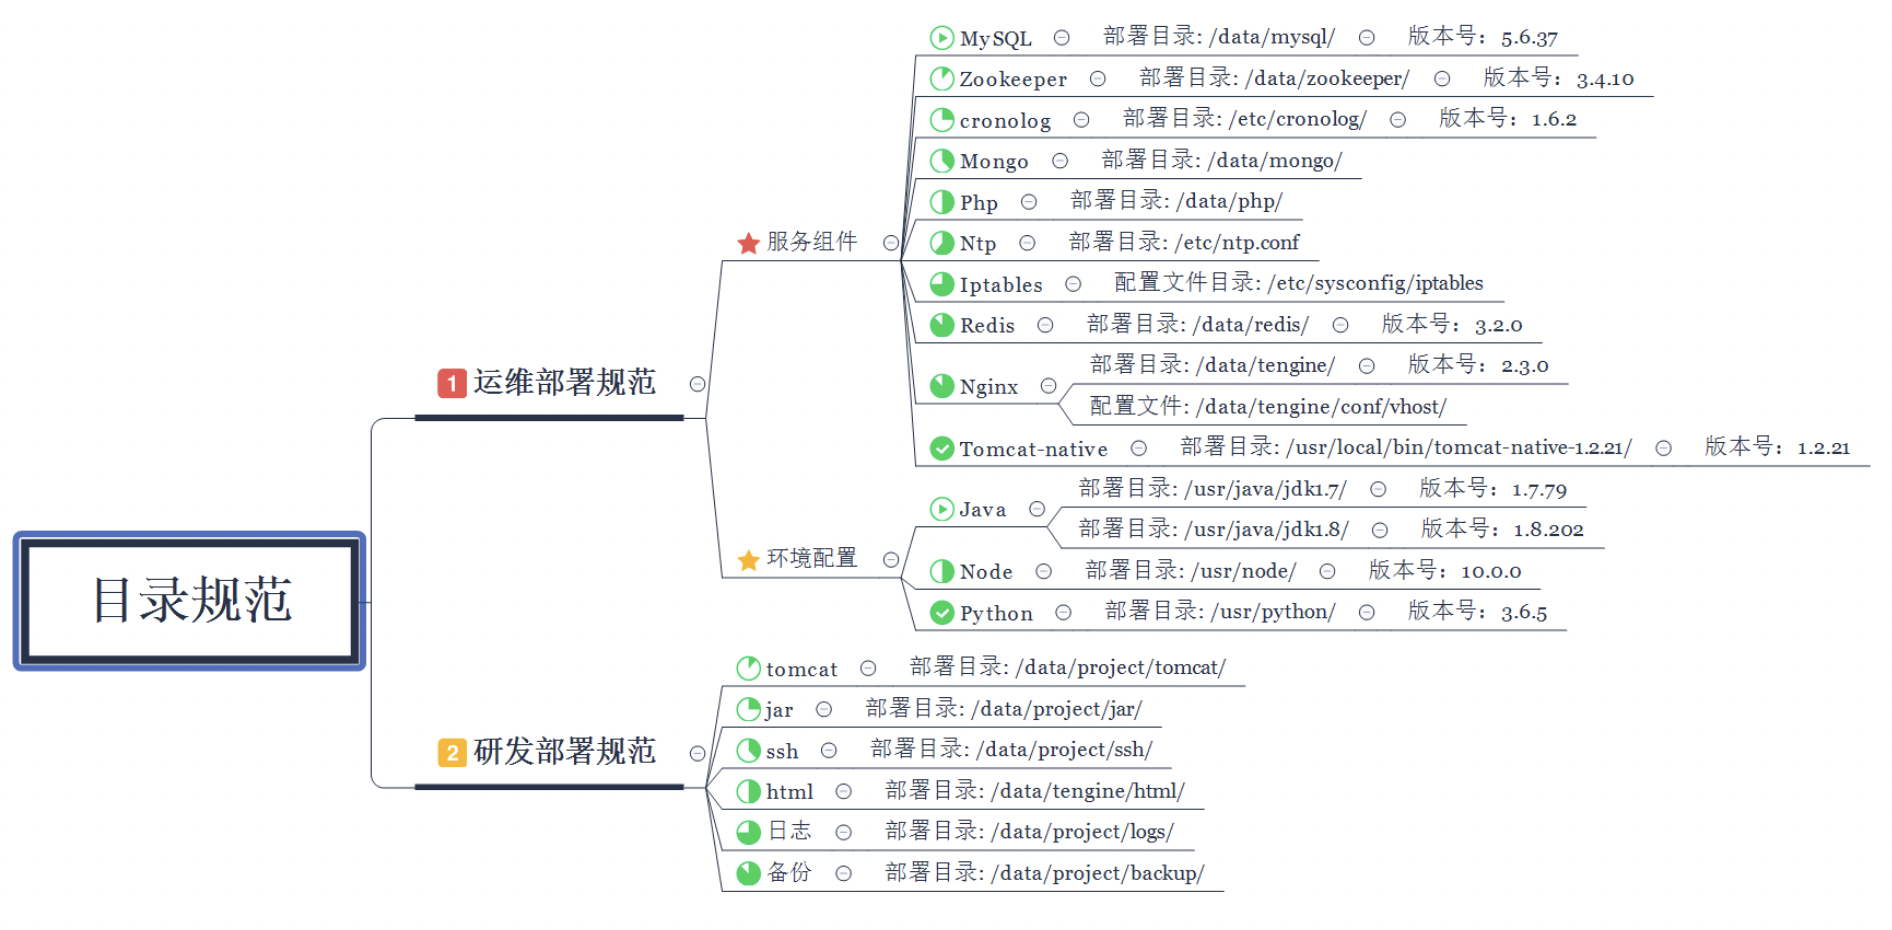 目录规范
1 运维部署规范
服务组件
MySQL 部署目录: /data/mysql/ 版本号： 5.6.37
Zookeeper 部署目录: /data/zookeeper/ 版本号： 3.4.10
cronolog 部署目录: /etc/cronolog/ 版本号： 1.6.2
Mongo 部署目录: /data/mongo/
Php 部署目录: /data/php/
Ntp 部署目录: /etc/ntp.conf
Iptables 配置文件目录: /etc/sysconfig/iptables
Redis 部署目录: /data/redis/ 版本号： 3.2.0
Nginx
部署目录: /data/tengine/ 版本号： 2.3.0
配置文件: /data/tengine/conf/vhost/
Tomcat-native 部署目录: /usr/local/bin/tomcat-native-1.2.21/ 版本号： 1.2.21
环境配置
Java
部署目录: /usr/java/jdk1.7/ 版本号： 1.7.79
部署目录: /usr/java/jdk1.8/ 版本号： 1.8.202
Node 部署目录: /usr/node/ 版本号： 10.0.0
Python 部署目录: /usr/python/ 版本号： 3.6.5
2 研发部署规范
tomcat 部署目录: /data/project/tomcat/
jar 部署目录: /data/project/jar/
ssh 部署目录: /data/project/ssh/
html 部署目录: /data/tengine/html/
日志 部署目录: /data/project/logs/
备份 部署目录: /data/project/backup/